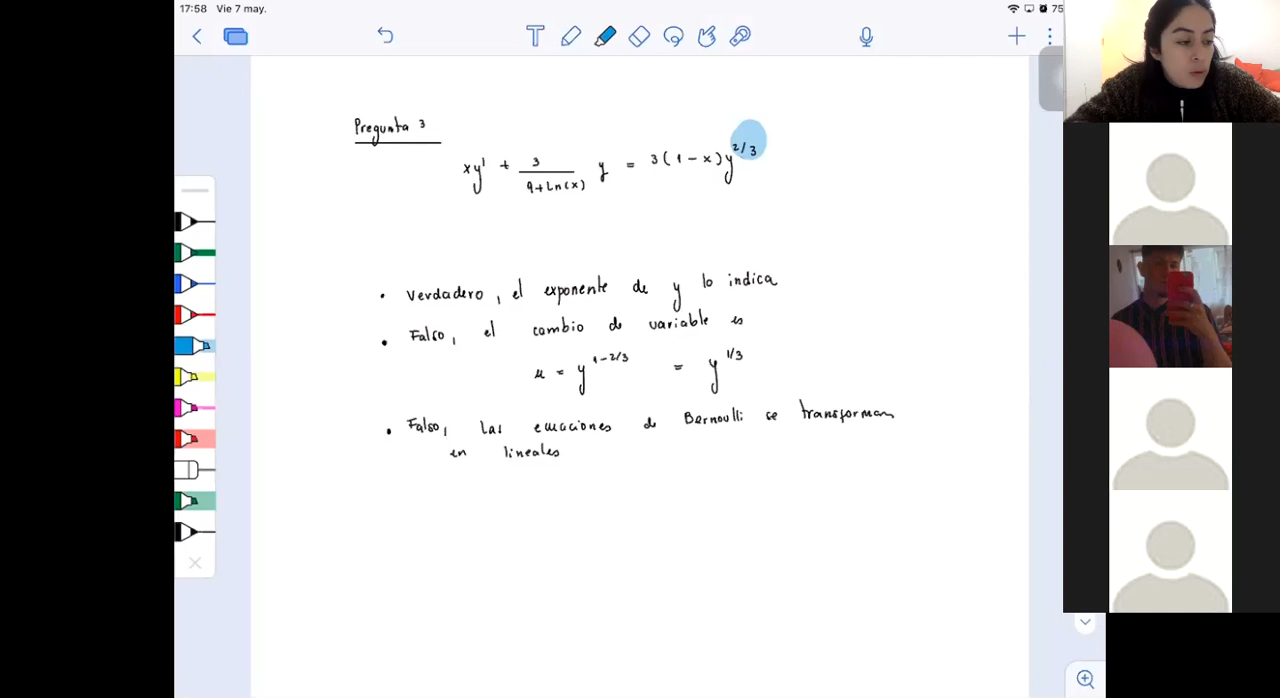 17:58 Vie 7 may.
75
Pregunta 3
xy' + 3/(9+Ln(x)) y = 3(1-x)y^2/3
• Verdadero, el exponente de y lo indica
• Falso, el cambio de variable es
u = y^1-2/3 = y^1/3
• Falso, Las ecuaciones de Bernoulli se transforman
en lineales